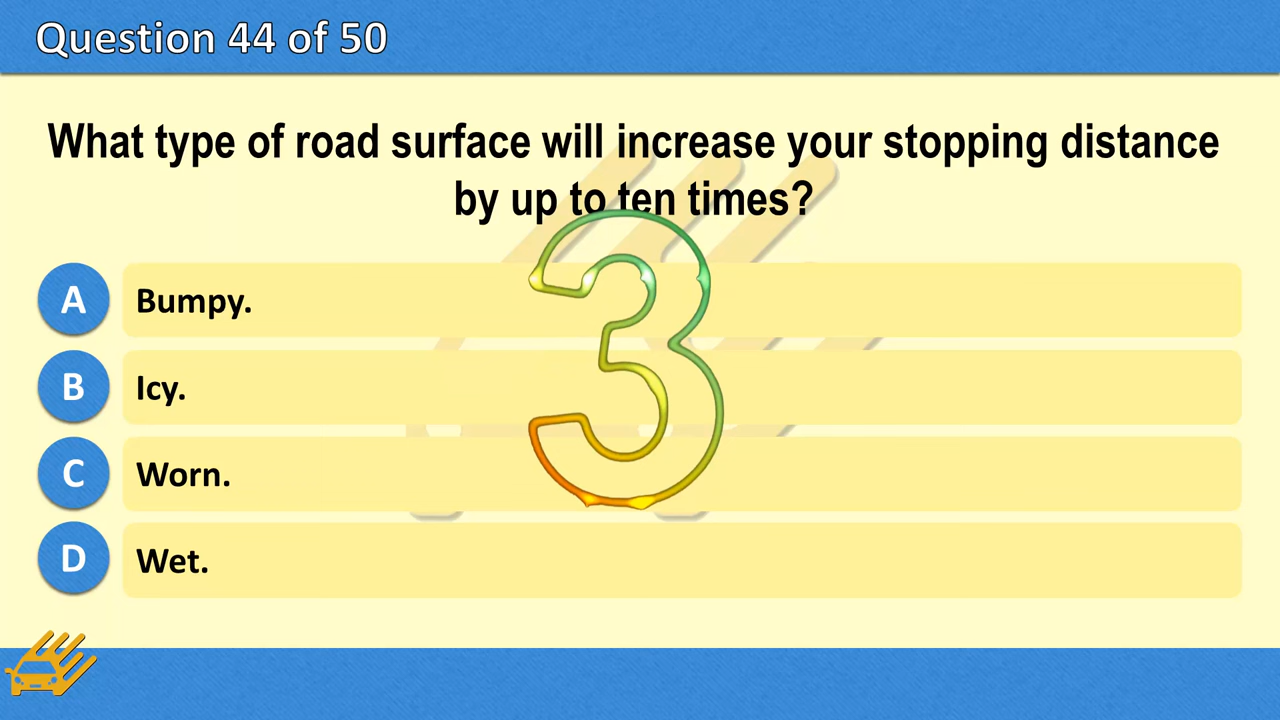 Question 44 of 50
What type of road surface will increase your stopping distance
by up to ten times?
A Bumpy.
B Icy.
C Worn.
D Wet.
3